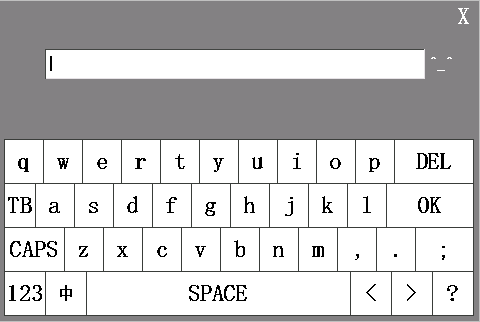 X
^_^
q w e r t y u i o p DEL
TB a s d f g h j k l OK
CAPS z x c v b n m , . ;
123 中 SPACE < > ?